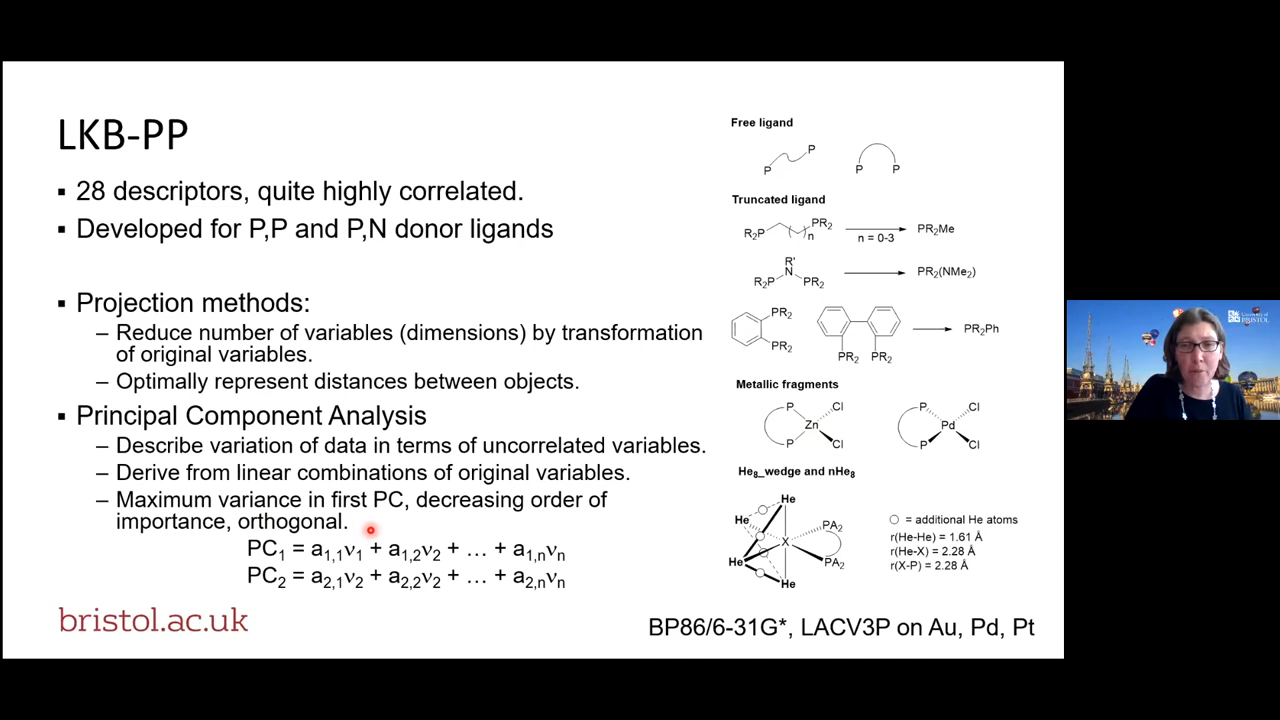 LKB-PP
▪ 28 descriptors, quite highly correlated.
▪ Developed for P,P and P,N donor ligands
▪ Projection methods:
– Reduce number of variables (dimensions) by transformation
of original variables.
– Optimally represent distances between objects.
▪ Principal Component Analysis
– Describe variation of data in terms of uncorrelated variables.
– Derive from linear combinations of original variables.
– Maximum variance in first PC, decreasing order of
importance, orthogonal.
PC₁ = a₁,₁ν₁ + a₁,₂ν₂ + … + a₁,ₙνₙ
PC₂ = a₂,₁ν₂ + a₂,₂ν₂ + … + a₂,ₙνₙ
bristol.ac.uk
Free ligand
P P P P
Truncated ligand
R₂P ( )n PR₂ n = 0-3 PR₂Me
R' N R₂P PR₂ PR₂(NMe₂)
PR₂ PR₂ PR₂ PR₂ PR₂Ph
Metallic fragments
P P Zn Cl Cl P P Pd Cl Cl
He₈_wedge and nHe₈
He He He He X PA₂ PA₂
○ = additional He atoms
r(He-He) = 1.61 Å
r(He-X) = 2.28 Å
r(X-P) = 2.28 Å
BP86/6-31G*, LACV3P on Au, Pd, Pt
University of
BRISTOL